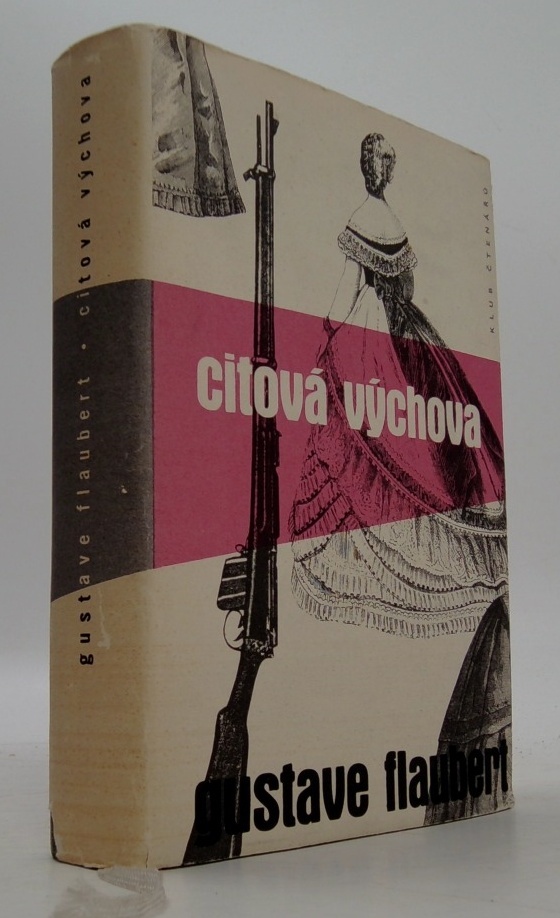 gustave flaubert • citová výchova
KLUB ČTENÁŘŮ
citová výchova
gustave flaubert